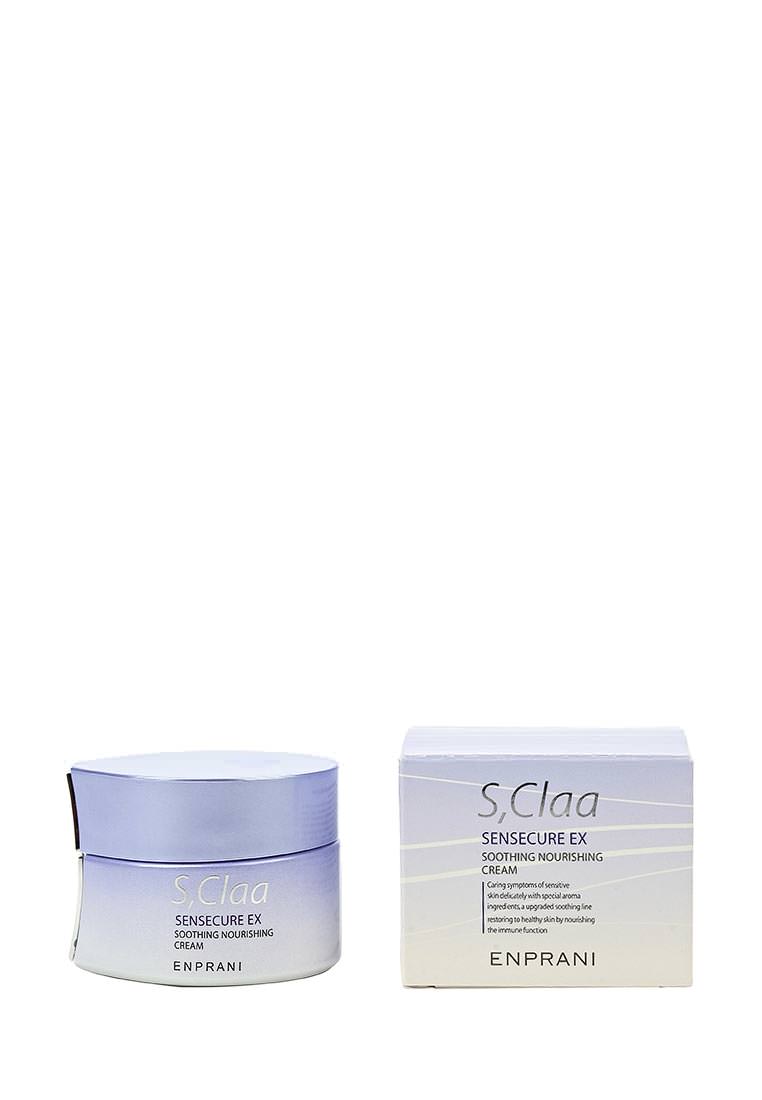 S,Claa
SENSECURE EX
SOOTHING NOURISHING
CREAM
ENPRANI
S,Claa
SENSECURE EX
SOOTHING NOURISHING
CREAM
Caring symptoms of sensitive
skin delicately with special aroma
ingredients, a upgraded soothing line
restoring to healthy skin by nourishing
the immune function
ENPRANI